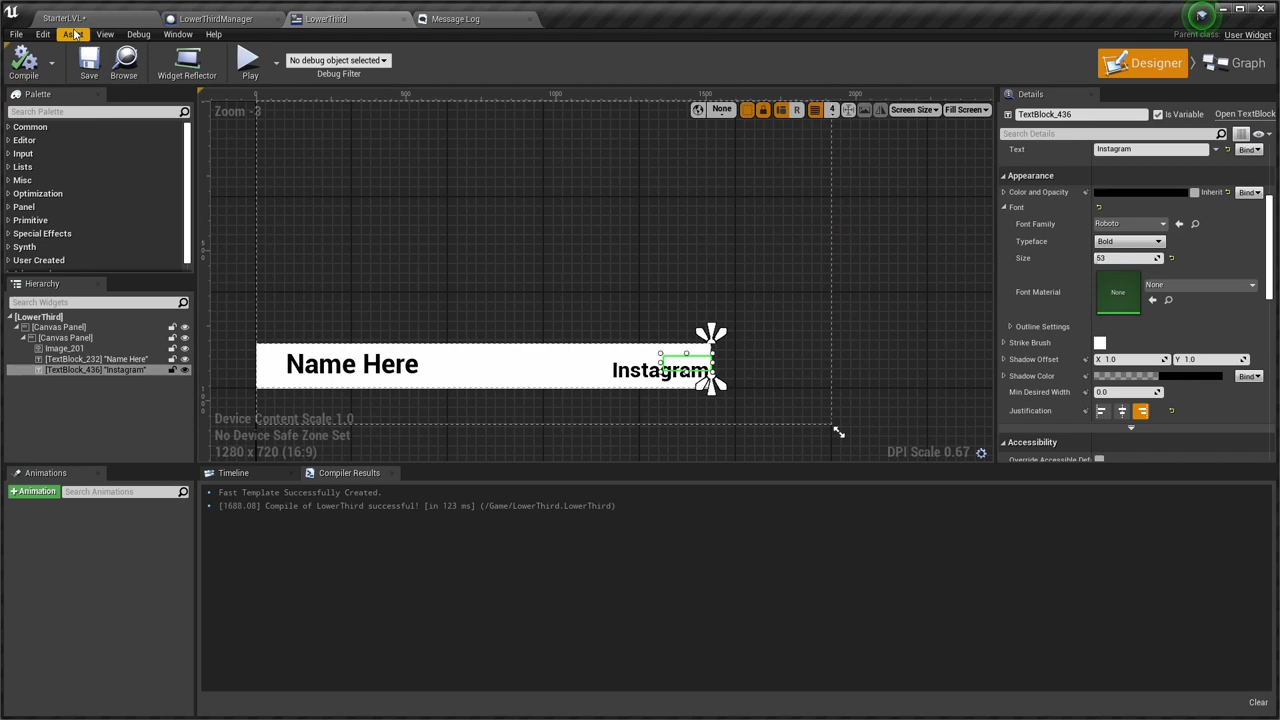 StarterLVL*
LowerThirdManager
LowerThird
Message Log
File Edit Asset View Debug Window Help
Parent class: User Widget
Compile
Save
Browse
Widget Reflector
Play
No debug object selected
Debug Filter
Designer
Graph
Palette
Search Palette
Common
Editor
Input
Lists
Misc
Optimization
Panel
Primitive
Special Effects
Synth
User Created
Hierarchy
Search Widgets
[LowerThird]
[Canvas Panel]
[Canvas Panel]
Image_201
[TextBlock_232] "Name Here"
[TextBlock_436] "Instagram"
0 500 1000 1500 2000
Zoom -3
None
R
4
Screen Size
Fill Screen
Name Here
Instagram
Device Content Scale 1.0
No Device Safe Zone Set
1280 x 720 (16:9)
DPI Scale 0.67
Details
TextBlock_436
Is Variable
Open TextBlock
Search Details
Text
Instagram
Bind
Appearance
Color and Opacity
Inherit
Bind
Font
Font Family
Roboto
Typeface
Bold
Size
53
Font Material
None
None
Outline Settings
Strike Brush
Shadow Offset
X 1.0
Y 1.0
Shadow Color
Bind
Min Desired Width
0.0
Justification
Accessibility
Animations
+Animation
Search Animations
Timeline
Compiler Results
Fast Template Successfully Created.
[1688.08] Compile of LowerThird successful! [in 123 ms] (/Game/LowerThird.LowerThird)
Clear